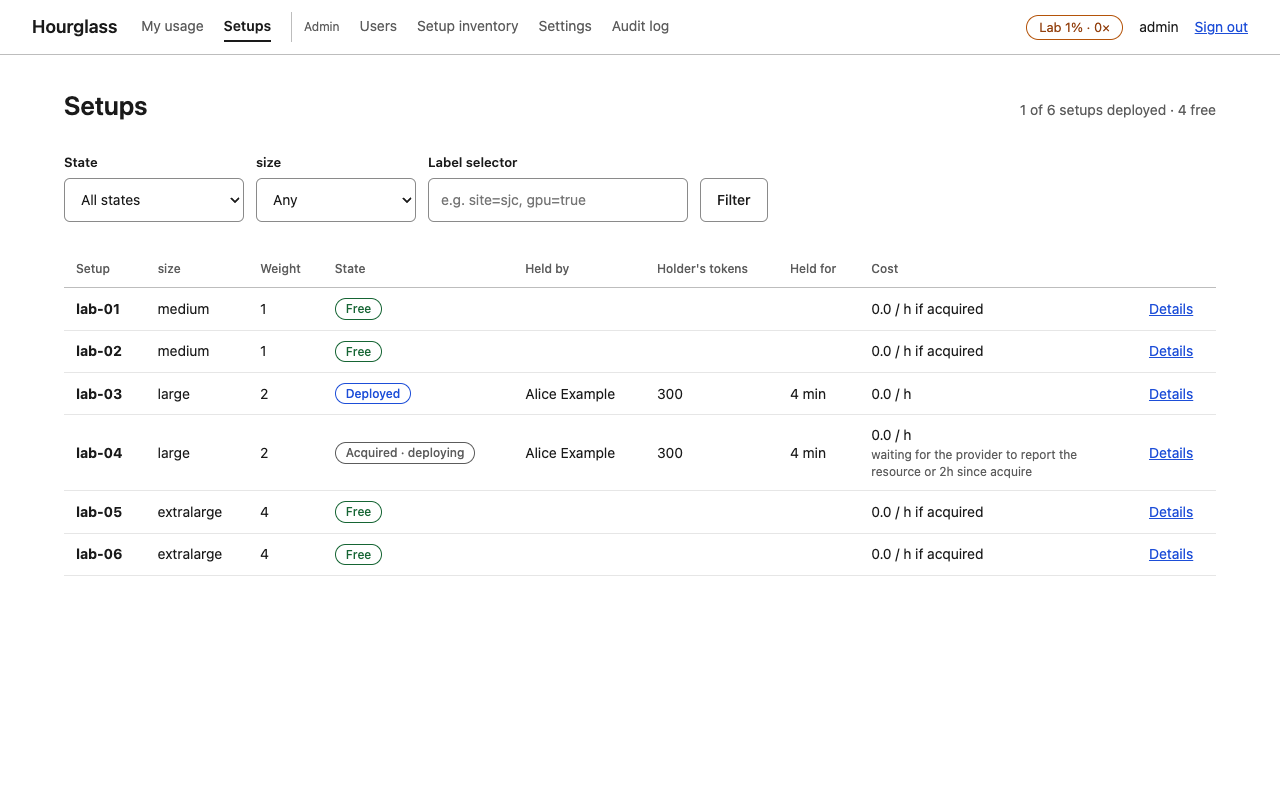 Hourglass My usage Setups Admin Users Setup inventory Settings Audit log Lab 1% · 0× admin Sign out
Setups 1 of 6 setups deployed · 4 free
State size Label selector
All states Any e.g. site=sjc, gpu=true Filter
Setup size Weight State Held by Holder's tokens Held for Cost
lab-01 medium 1 Free 0.0 / h if acquired Details
lab-02 medium 1 Free 0.0 / h if acquired Details
lab-03 large 2 Deployed Alice Example 300 4 min 0.0 / h Details
lab-04 large 2 Acquired · deploying Alice Example 300 4 min 0.0 / h Details
waiting for the provider to report the
resource or 2h since acquire
lab-05 extralarge 4 Free 0.0 / h if acquired Details
lab-06 extralarge 4 Free 0.0 / h if acquired Details